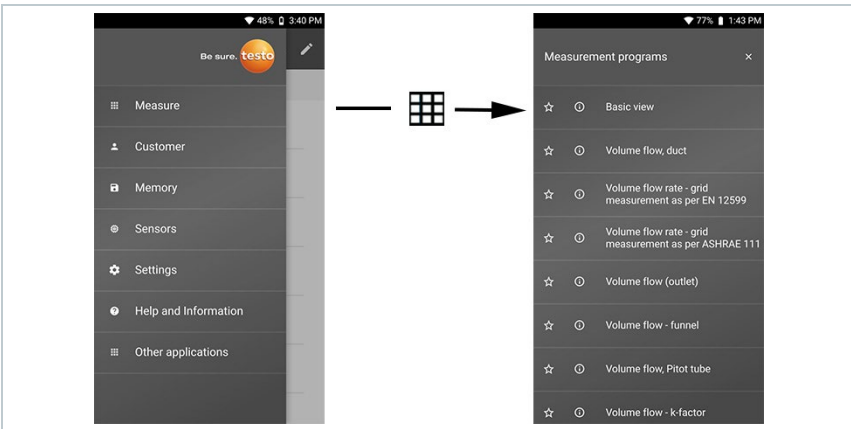 48% 3:40 PM
Be sure. testo
Measure
Customer
Memory
Sensors
Settings
Help and Information
Other applications
77% 1:43 PM
Measurement programs
Basic view
Volume flow, duct
Volume flow rate - grid
measurement as per EN 12599
Volume flow rate - grid
measurement as per ASHRAE 111
Volume flow (outlet)
Volume flow - funnel
Volume flow, Pitot tube
Volume flow - k-factor